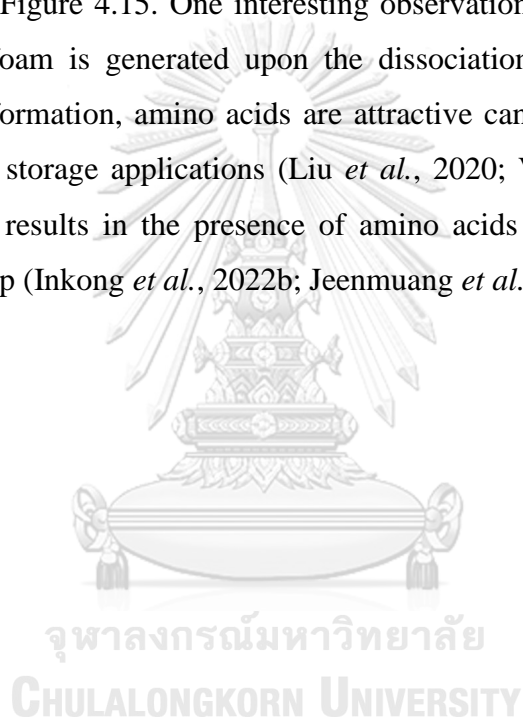 Figure 4.15. One interesting observation
foam is generated upon the dissociation
formation, amino acids are attractive can
storage applications (Liu et al., 2020;
results in the presence of amino acids
p (Inkong et al., 2022b; Jeenmuang et al.
จุฬาลงกรณ์มหาวิทยาลัย
CHULALONGKORN UNIVERSITY